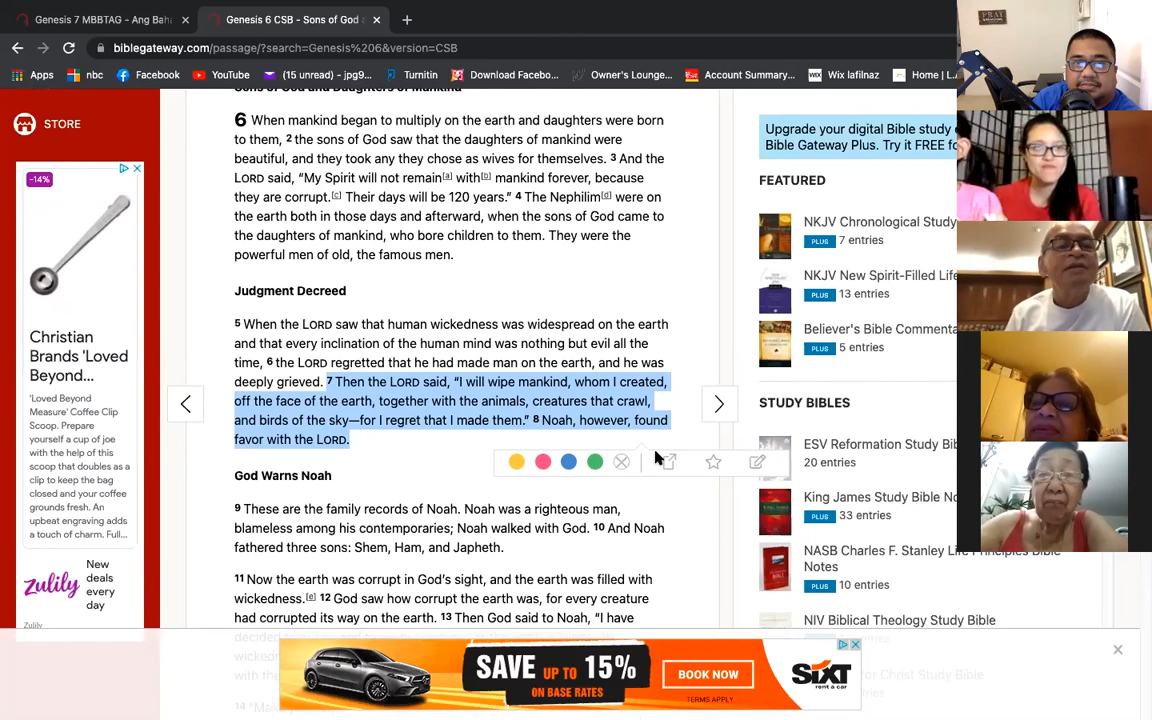 Genesis 7 MBBTAG - Ang Bah
Genesis 6 CSB - Sons of God a
biblegateway.com/passage/?search=Genesis%206&version=CSB
Apps
nbc
Facebook
YouTube
(15 unread) - jpg9...
Turnitin
Download Facebo...
Owner's Lounge...
Account Summary...
WIX
Wix lafilnaz
Home | L.
PRAY
STORE
-14%
Christian
Brands 'Loved
Beyond...
'Loved Beyond
Measure' Coffee Clip
Scoop. Prepare
yourself a cup of joe
with the help of this
scoop that doubles as a
clip to keep the bag
closed and your coffee
grounds fresh. An
upbeat engraving adds
a touch of charm. Full...
zulily
New
deals
every
day
Zulily
Sons of God and Daughters of Mankind
6 When mankind began to multiply on the earth and daughters were born
to them, 2 the sons of God saw that the daughters of mankind were
beautiful, and they took any they chose as wives for themselves. 3 And the
LORD said, “My Spirit will not remain[a] with[b] mankind forever, because
they are corrupt.[c] Their days will be 120 years.” 4 The Nephilim[d] were on
the earth both in those days and afterward, when the sons of God came to
the daughters of mankind, who bore children to them. They were the
powerful men of old, the famous men.
Judgment Decreed
5 When the LORD saw that human wickedness was widespread on the earth
and that every inclination of the human mind was nothing but evil all the
time, 6 the LORD regretted that he had made man on the earth, and he was
deeply grieved. 7 Then the LORD said, “I will wipe mankind, whom I created,
off the face of the earth, together with the animals, creatures that crawl,
and birds of the sky—for I regret that I made them.” 8 Noah, however, found
favor with the LORD.
God Warns Noah
9 These are the family records of Noah. Noah was a righteous man,
blameless among his contemporaries; Noah walked with God. 10 And Noah
fathered three sons: Shem, Ham, and Japheth.
11 Now the earth was corrupt in God’s sight, and the earth was filled with
wickedness.[e] 12 God saw how corrupt the earth was, for every creature
had corrupted its way on the earth. 13 Then God said to Noah, “I have
Upgrade your digital Bible study
Bible Gateway Plus. Try it FREE fo
FEATURED
NKJV Chronological Study
PLUS 7 entries
NKJV New Spirit-Filled Life
PLUS 13 entries
Believer's Bible Commenta
PLUS 5 entries
STUDY BIBLES
ESV Reformation Study Bib
20 entries
King James Study Bible No
PLUS 33 entries
NASB Charles F. Stanley Life Principles Bible
Notes
PLUS 10 entries
NIV Biblical Theology Study Bible
for Christ Study Bible
SAVE UP TO 15%
ON BASE RATES
BOOK NOW
TERMS APPLY
SIXT
rent a car